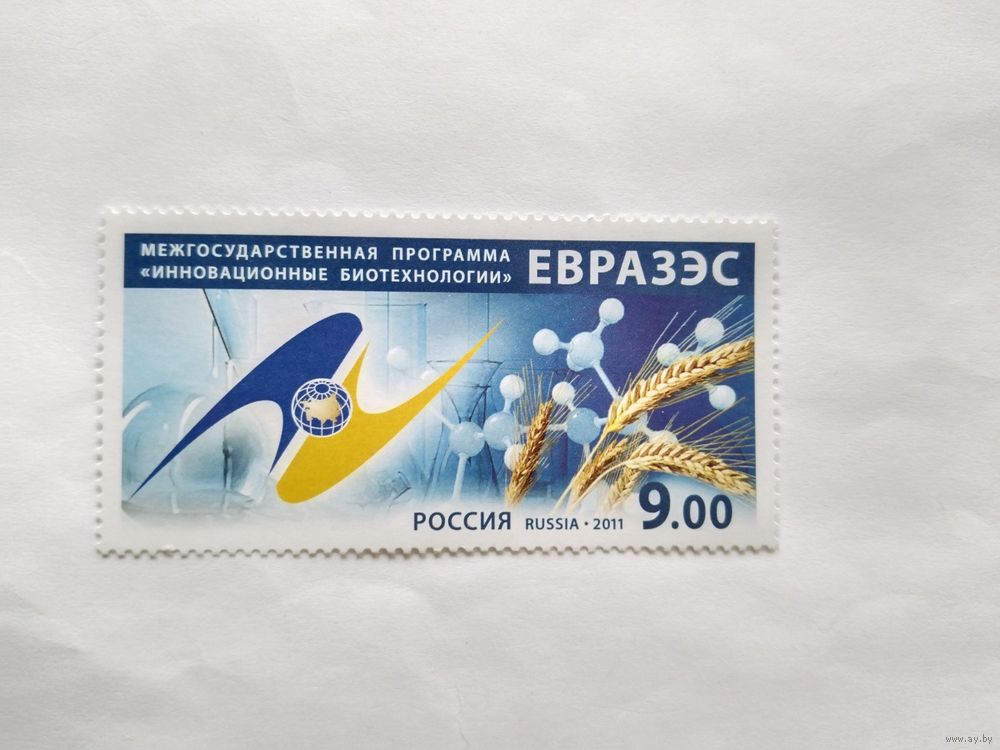 МЕЖГОСУДАРСТВЕННАЯ ПРОГРАММА
«ИННОВАЦИОННЫЕ БИОТЕХНОЛОГИИ»
ЕВРАЗЭС
РОССИЯ RUSSIA • 2011 9.00
www.ay.by